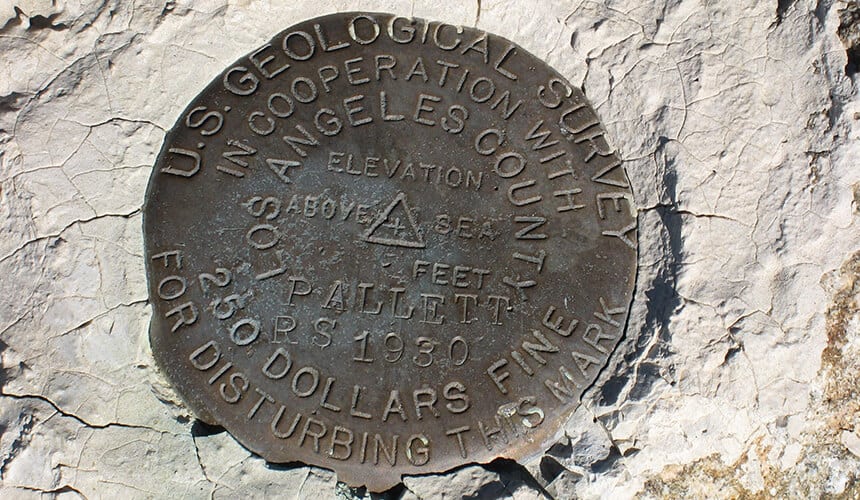 U.S. GEOLOGICAL SURVEY
IN COOPERATION WITH
LOS ANGELES COUNTY
ELEVATION
ABOVE SEA
FEET
PALLETT
RS 1930
250 DOLLARS FINE
FOR DISTURBING THIS MARK